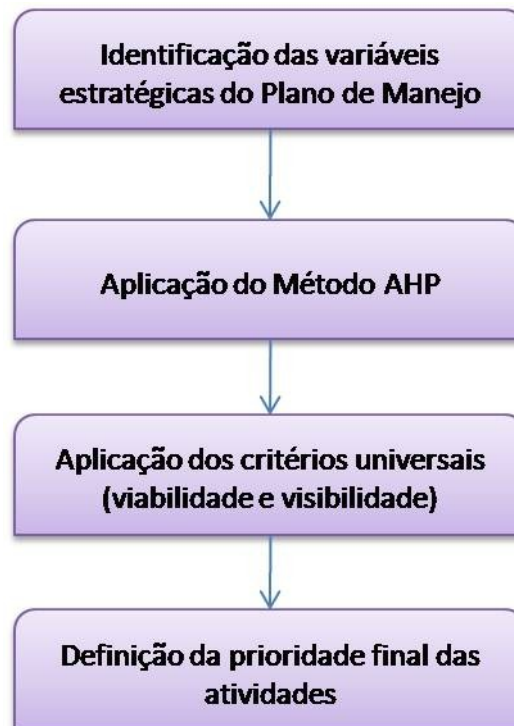 Identificação das variáveis
estratégicas do Plano de Manejo
Aplicação do Método AHP
Aplicação dos critérios universais
(viabilidade e visibilidade)
Definição da prioridade final das
atividades